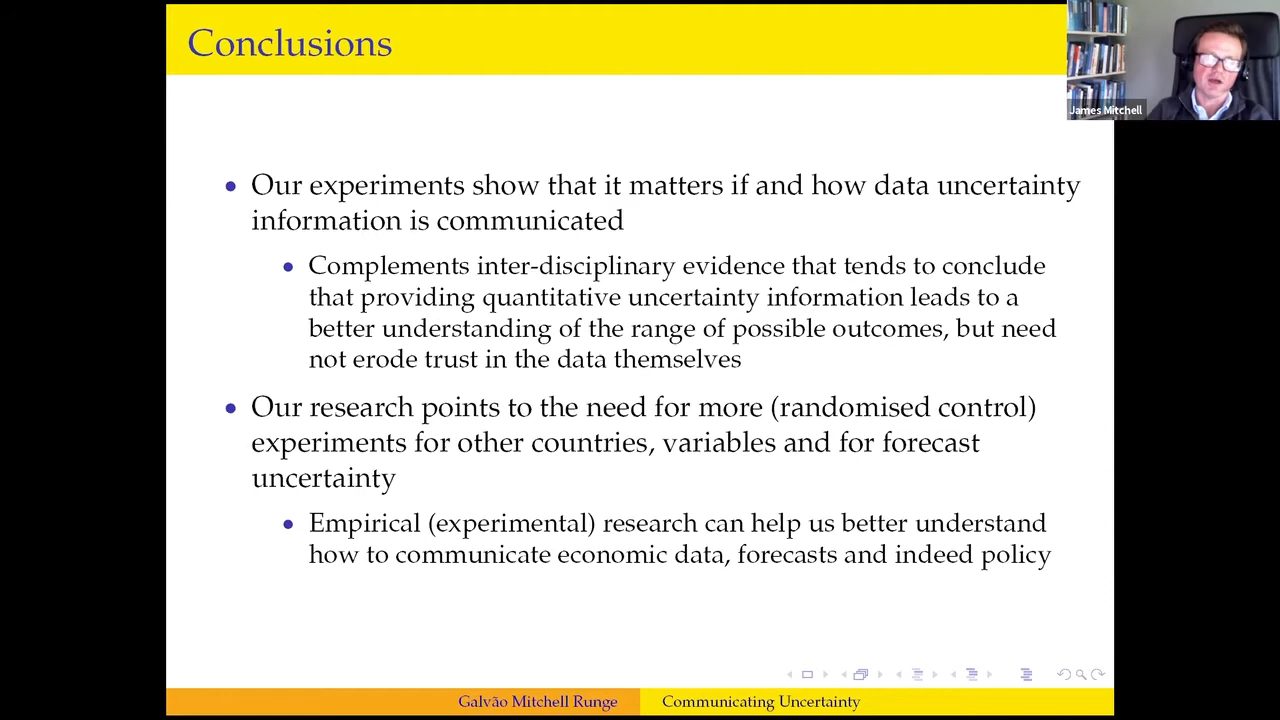 Conclusions
James Mitchell
• Our experiments show that it matters if and how data uncertainty
information is communicated
• Complements inter-disciplinary evidence that tends to conclude
that providing quantitative uncertainty information leads to a
better understanding of the range of possible outcomes, but need
not erode trust in the data themselves
• Our research points to the need for more (randomised control)
experiments for other countries, variables and for forecast
uncertainty
• Empirical (experimental) research can help us better understand
how to communicate economic data, forecasts and indeed policy
Galvão Mitchell Runge
Communicating Uncertainty